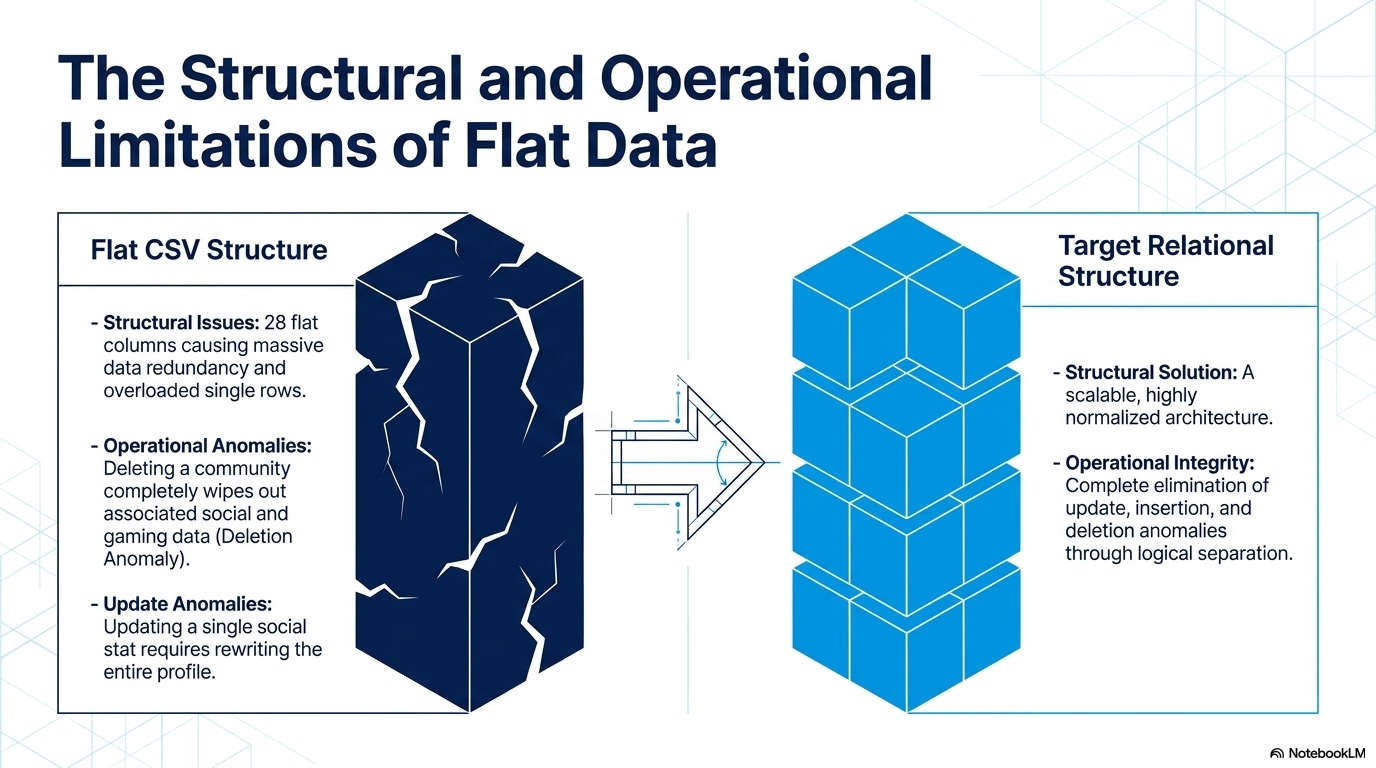 The Structural and Operational
Limitations of Flat Data
Flat CSV Structure
- Structural Issues: 28 flat
columns causing massive
data redundancy and
overloaded single rows.
- Operational Anomalies:
Deleting a community
completely wipes out
associated social and
gaming data (Deletion
Anomaly).
- Update Anomalies:
Updating a single social
stat requires rewriting the
entire profile.
Target Relational
Structure
- Structural Solution: A
scalable, highly
normalized architecture.
- Operational Integrity:
Complete elimination of
update, insertion, and
deletion anomalies
through logical separation.
NotebookLM